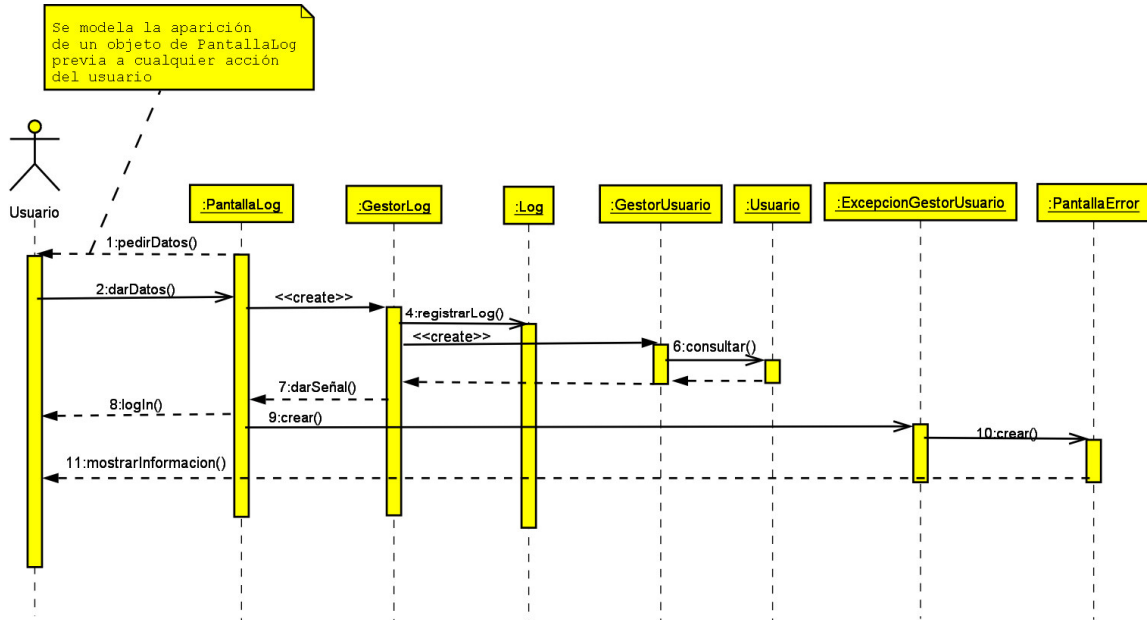 Se modela la aparición
de un objeto de PantallaLog
previa a cualquier acción
del usuario
Usuario
:PantallaLog
:GestorLog
:Log
:GestorUsuario
:Usuario
:ExcepcionGestorUsuario
:PantallaError
1:pedirDatos()
2:darDatos()
<<create>>
4:registrarLog()
<<create>>
6:consultar()
7:darSeñal()
8:logIn()
9:crear()
10:crear()
11:mostrarInformacion()